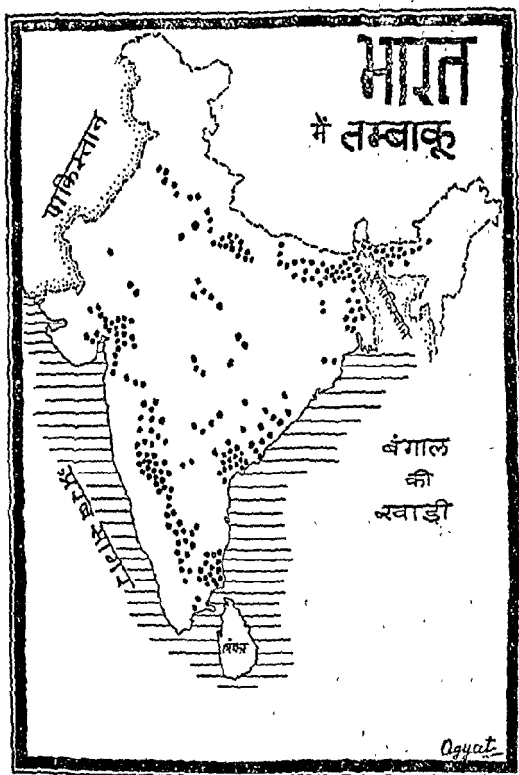 भारत
में तम्बाकू
पाकिस्तान
पाकिस्तान
बंगाल
की
खाड़ी
अरब सागर
लंका
Agyat